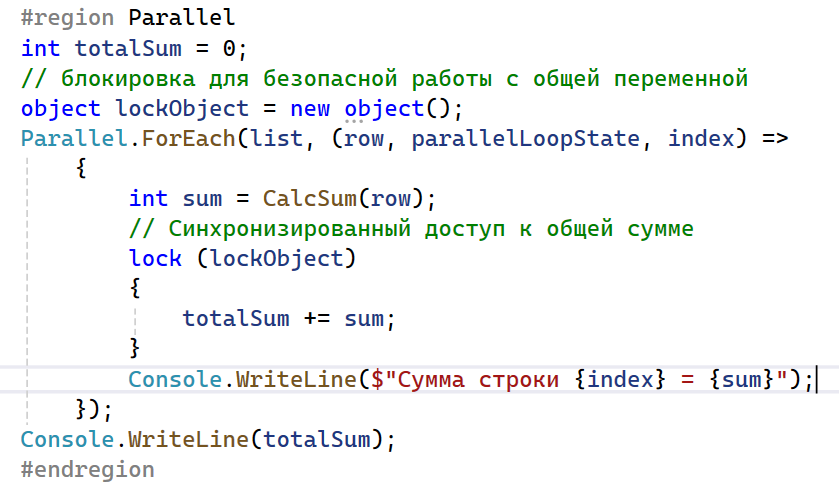 #region Parallel
int totalSum = 0;
// блокировка для безопасной работы с общей переменной
object lockObject = new object();
Parallel.ForEach(list, (row, parallelLoopState, index) =>
{
int sum = CalcSum(row);
// Синхронизированный доступ к общей сумме
lock (lockObject)
{
totalSum += sum;
}
Console.WriteLine($"Сумма строки {index} = {sum}");
});
Console.WriteLine(totalSum);
#endregion